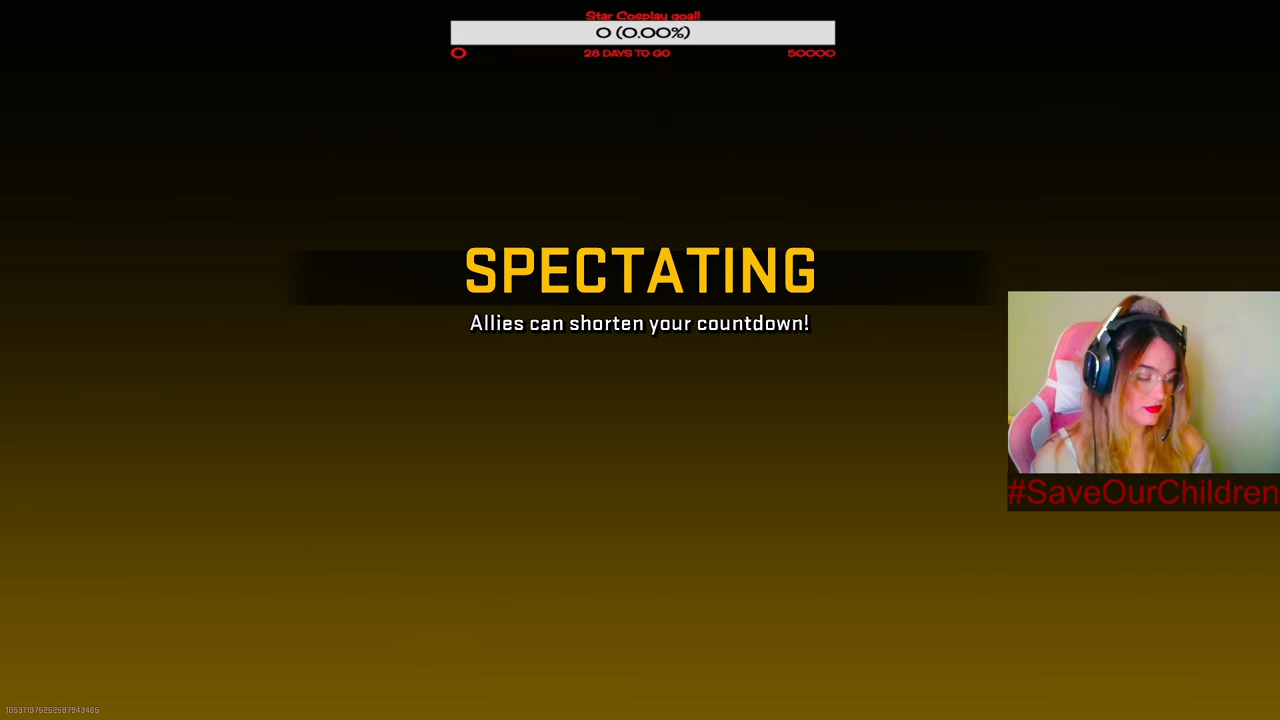 Star Cosplay goal!
0 (0.00%)
0 28 DAYS TO GO 50000
SPECTATING
Allies can shorten your countdown!
#SaveOurChildren